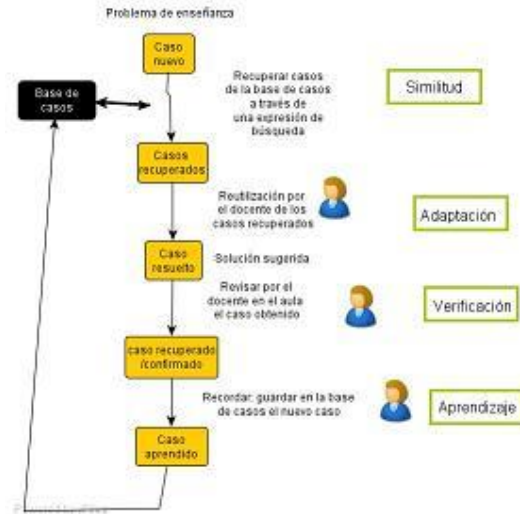 Problema de enseñanza
Caso
nuevo
Base de
casos
Recuperar casos
de la base de casos
a través de
una expresión de
búsqueda
Similitud
Casos
recuperados
Reutilización por
el docente de los
casos recuperados
Adaptación
Caso
resuelto
Solución sugerida
Revisar por el
docente en el aula
el caso obtenido
Verificación
caso recuperado
/confirmado
Recordar: guardar en la base
de casos el nuevo caso
Aprendizaje
Caso
aprendido